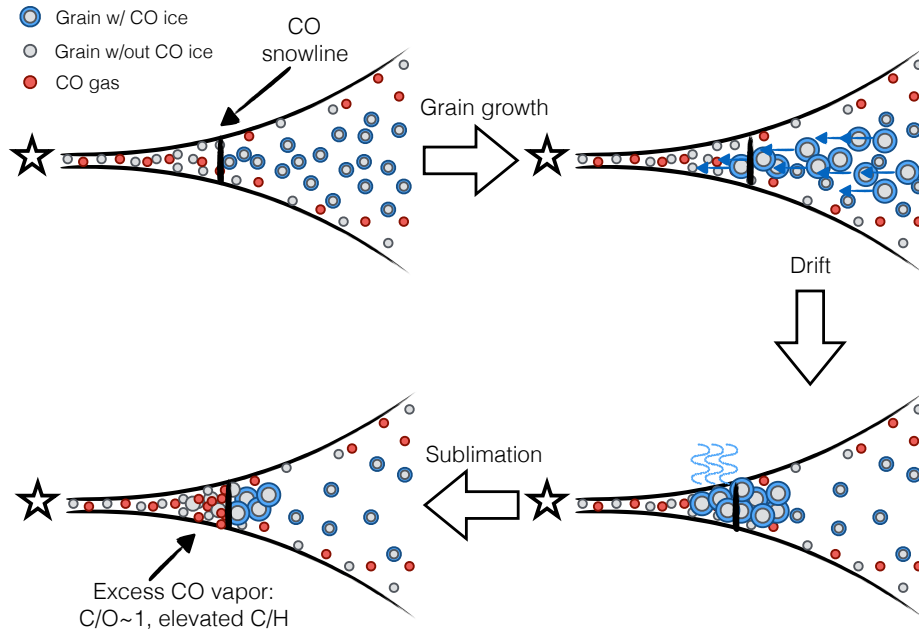 Grain w/ CO ice
Grain w/out CO ice
CO gas
CO
snowline
Grain growth
Drift
Sublimation
Excess CO vapor:
C/O~1, elevated C/H